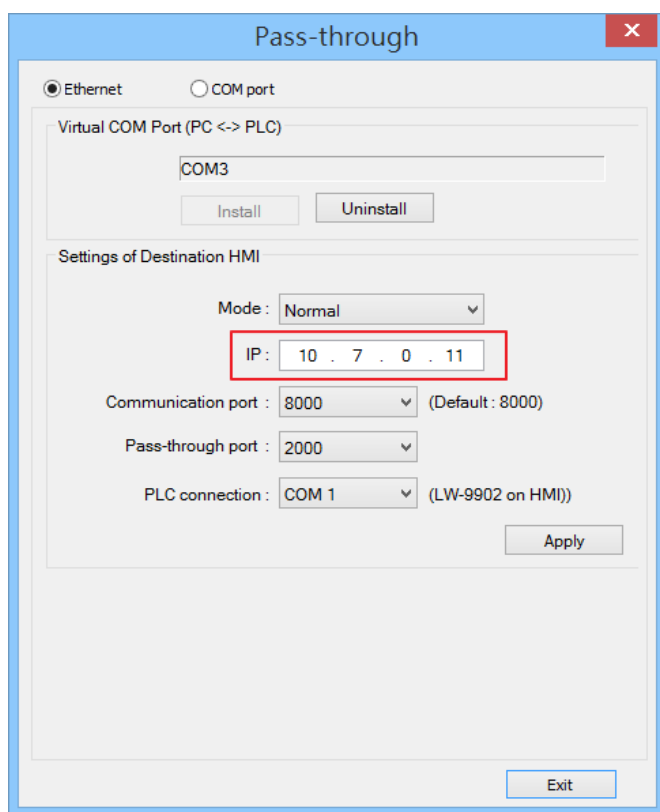 Pass-through
Ethernet COM port
Virtual COM Port (PC <-> PLC)
COM3
Install Uninstall
Settings of Destination HMI
Mode : Normal
IP : 10 . 7 . 0 . 11
Communication port : 8000 (Default : 8000)
Pass-through port : 2000
PLC connection : COM 1 (LW-9902 on HMI))
Apply
Exit